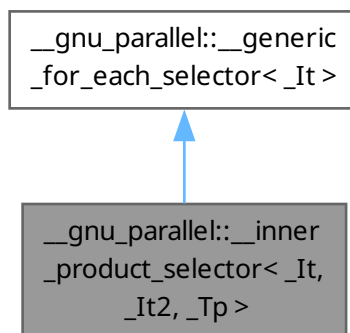 __gnu_parallel::__generic
_for_each_selector< _It >
__gnu_parallel::__inner
_product_selector< _It,
_It2, _Tp >